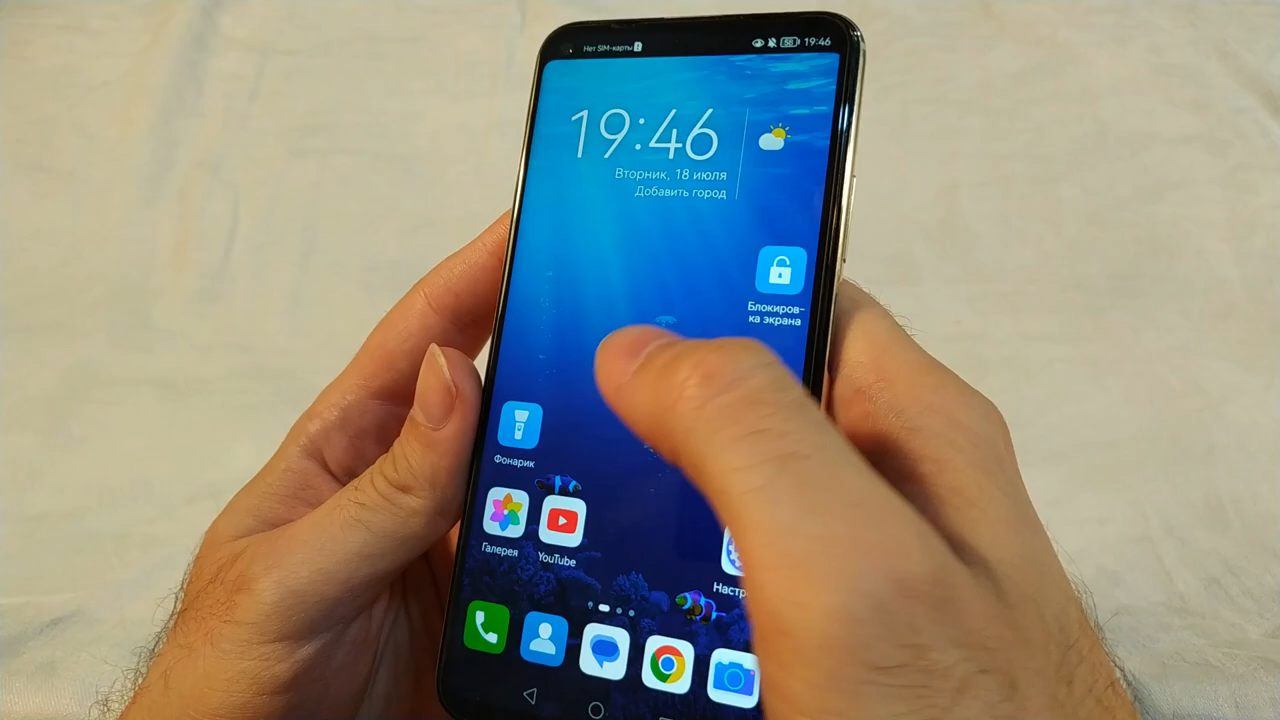 Нет SIM-карты
58 19:46
19:46
Вторник, 18 июля
Добавить город
Блокиров-
ка экрана
Фонарик
Галерея
YouTube
Настр